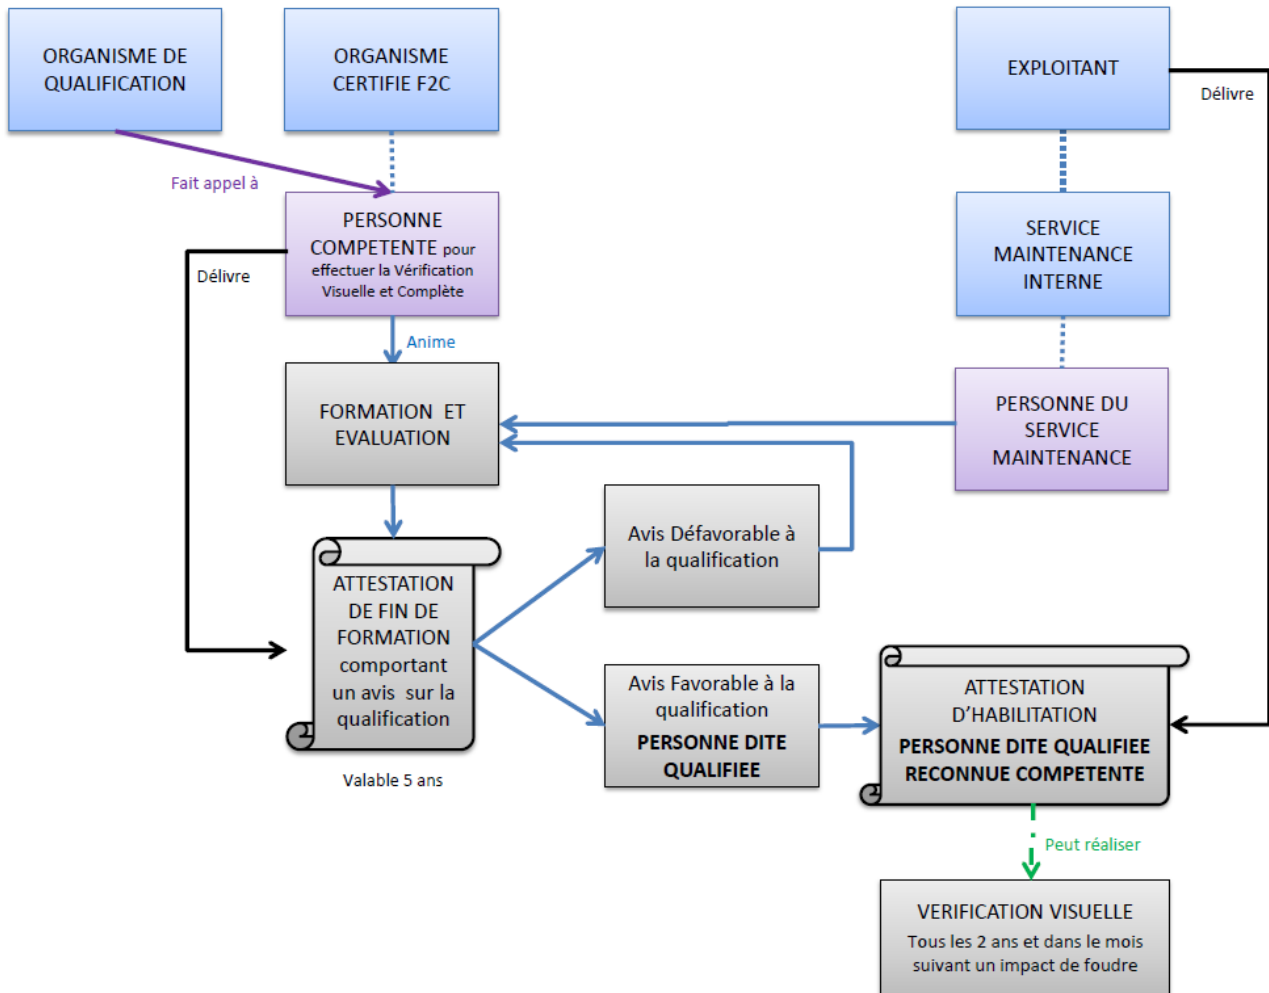 ORGANISME DE
QUALIFICATION
ORGANISME
CERTIFIE F2C
EXPLOITANT
Délivre
Fait appel à
PERSONNE
COMPETENTE pour
effectuer la Vérification
Visuelle et Complète
SERVICE
MAINTENANCE
INTERNE
Délivre
Anime
FORMATION ET
EVALUATION
PERSONNE DU
SERVICE
MAINTENANCE
Avis Défavorable à
la qualification
ATTESTATION
DE FIN DE
FORMATION
comportant
un avis sur la
qualification
Valable 5 ans
Avis Favorable à la
qualification
PERSONNE DITE
QUALIFIEE
ATTESTATION
D'HABILITATION
PERSONNE DITE QUALIFIEE
RECONNUE COMPETENTE
Peut réaliser
VERIFICATION VISUELLE
Tous les 2 ans et dans le mois
suivant un impact de foudre